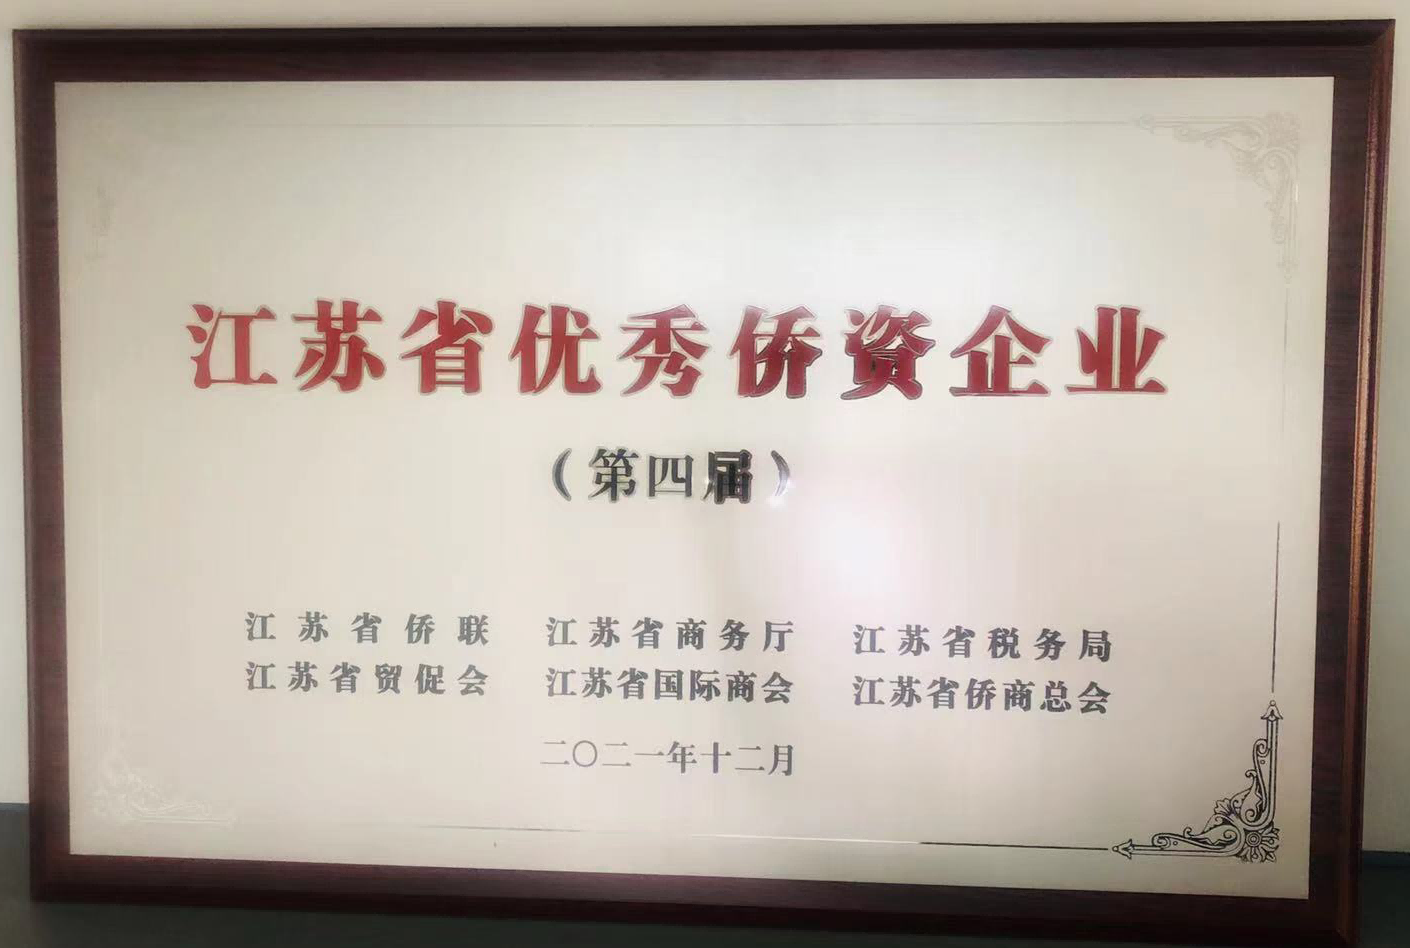 江苏省优秀侨资企业
（第四届）
江苏省侨联 江苏省商务厅 江苏省税务局
江苏省贸促会 江苏省国际商会 江苏省侨商总会
二〇二一年十二月